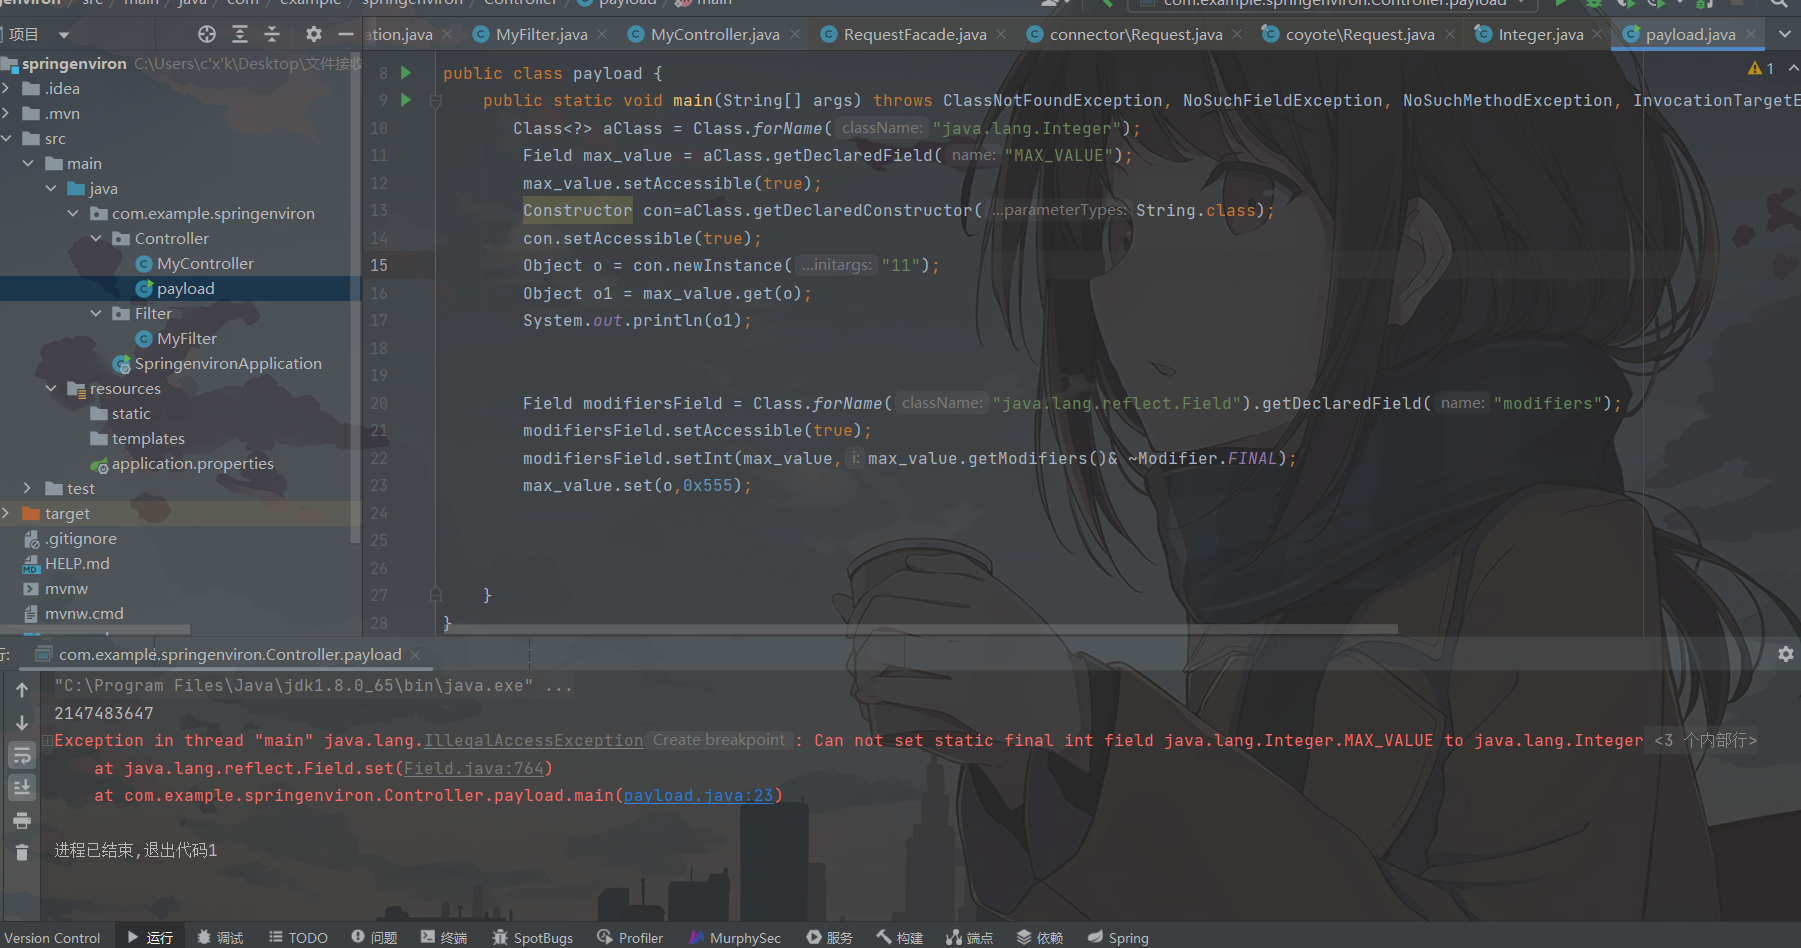 springenviron / src / main / java / com / example / springenviron / Controller / payload / main
com.example.springenviron.Controller.payload
项目
ation.java
MyFilter.java
MyController.java
RequestFacade.java
connector\Request.java
coyote\Request.java
Integer.java
payload.java
springenviron C:\Users\c'x'k\Desktop\文件接收
.idea
.mvn
src
main
java
com.example.springenviron
Controller
MyController
payload
Filter
MyFilter
SpringenvironApplication
resources
static
templates
application.properties
test
target
.gitignore
HELP.md
mvnw
mvnw.cmd
1
8 public class payload {
9 public static void main(String[] args) throws ClassNotFoundException, NoSuchFieldException, NoSuchMethodException, InvocationTargetE
10 Class<?> aClass = Class.forName( className: "java.lang.Integer");
11 Field max_value = aClass.getDeclaredField( name: "MAX_VALUE");
12 max_value.setAccessible(true);
13 Constructor con=aClass.getDeclaredConstructor( ...parameterTypes: String.class);
14 con.setAccessible(true);
15 Object o = con.newInstance( ...initargs: "11");
16 Object o1 = max_value.get(o);
17 System.out.println(o1);
18
19
20 Field modifiersField = Class.forName( className: "java.lang.reflect.Field").getDeclaredField( name: "modifiers");
21 modifiersField.setAccessible(true);
22 modifiersField.setInt(max_value, i: max_value.getModifiers()& ~Modifier.FINAL);
23 max_value.set(o,0x555);
24
25
26
27 }
28 }
行: com.example.springenviron.Controller.payload
"C:\Program Files\Java\jdk1.8.0_65\bin\java.exe" ...
2147483647
Exception in thread "main" java.lang.IllegalAccessException Create breakpoint : Can not set static final int field java.lang.Integer.MAX_VALUE to java.lang.Integer <3 个内部行>
at java.lang.reflect.Field.set(Field.java:764)
at com.example.springenviron.Controller.payload.main(payload.java:23)
进程已结束,退出代码1
Version Control 运行 调试 TODO 问题 终端 SpotBugs Profiler MurphySec 服务 构建 端点 依赖 Spring